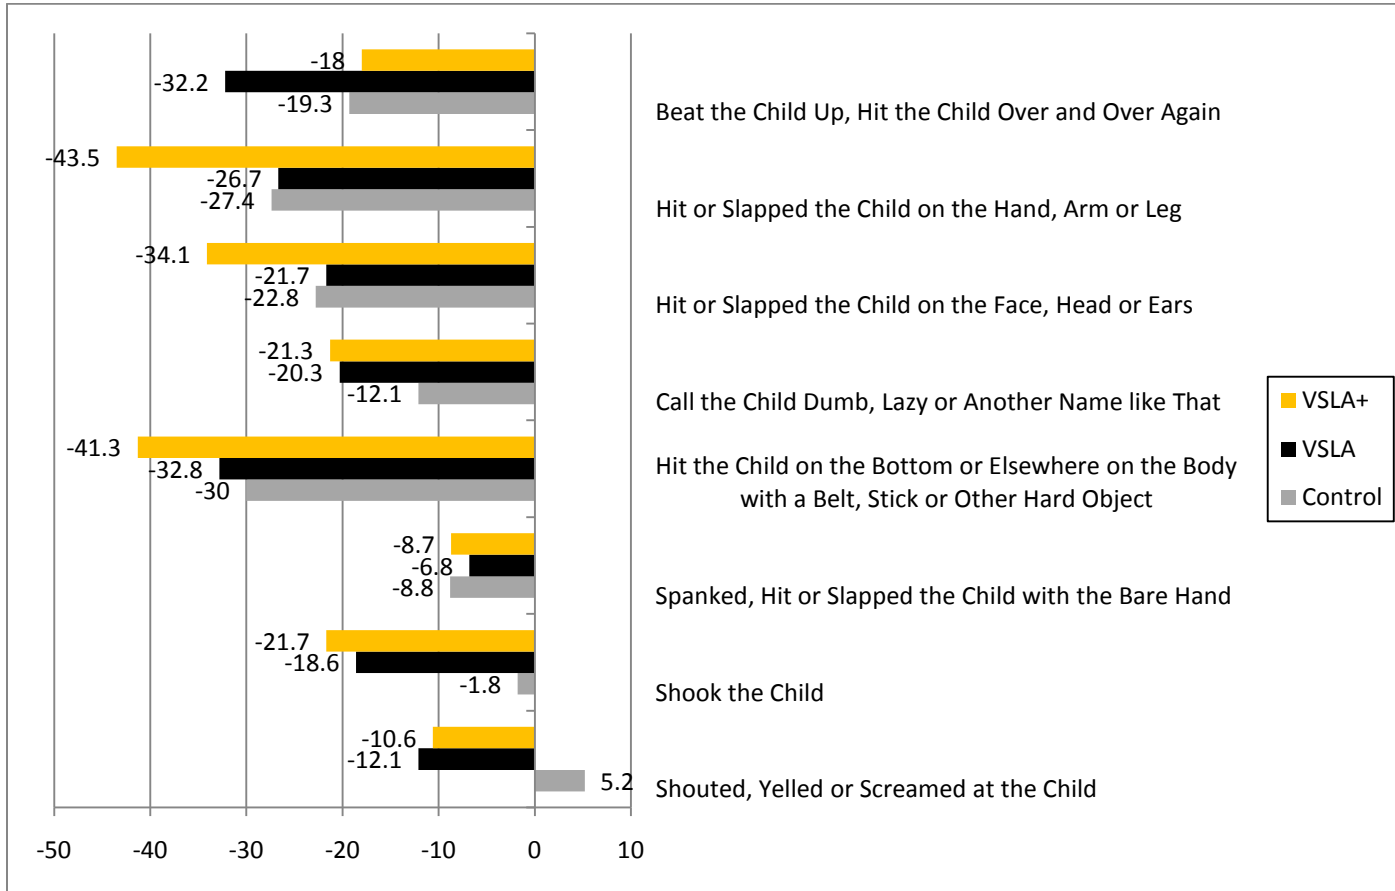 -18
-32.2
-19.3
Beat the Child Up, Hit the Child Over and Over Again
-43.5
-26.7
-27.4
Hit or Slapped the Child on the Hand, Arm or Leg
-34.1
-21.7
-22.8
Hit or Slapped the Child on the Face, Head or Ears
-21.3
-20.3
-12.1
Call the Child Dumb, Lazy or Another Name like That
-41.3
-32.8
-30
Hit the Child on the Bottom or Elsewhere on the Body
with a Belt, Stick or Other Hard Object
-8.7
-6.8
-8.8
Spanked, Hit or Slapped the Child with the Bare Hand
-21.7
-18.6
-1.8
Shook the Child
-10.6
-12.1
5.2
Shouted, Yelled or Screamed at the Child
-50 -40 -30 -20 -10 0 10
VSLA+
VSLA
Control